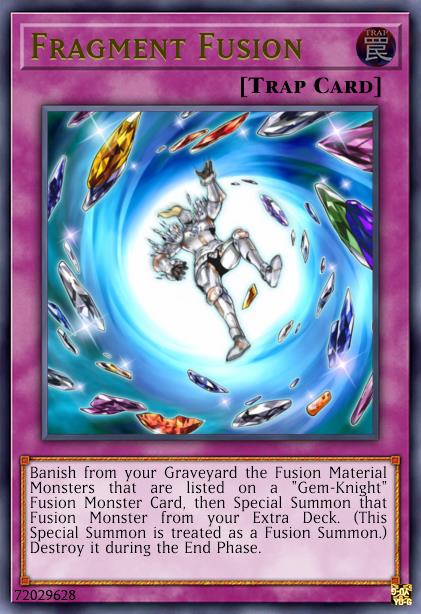 FRAGMENT FUSION
TRAP
罠
[TRAP CARD]
Banish from your Graveyard the Fusion Material
Monsters that are listed on a "Gem-Knight"
Fusion Monster Card, then Special Summon that
Fusion Monster from your Extra Deck. (This
Special Summon is treated as a Fusion Summon.)
Destroy it during the End Phase.
72029628